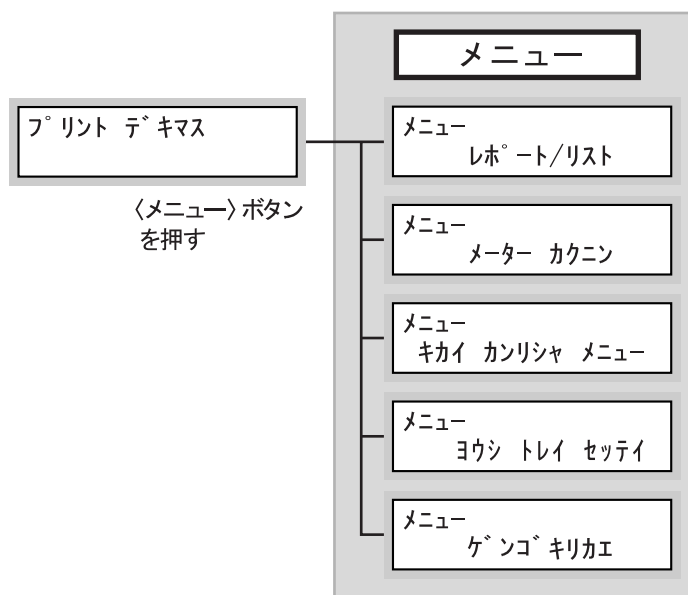 メニュー
プリント デキマス
〈メニュー〉ボタン
を押す
メニュー
レポート/リスト
メニュー
メーター カクニン
メニュー
キカイ カンリシャ メニュー
メニュー
ヨウシ トレイ セッテイ
メニュー
ゲンゴキリカエ